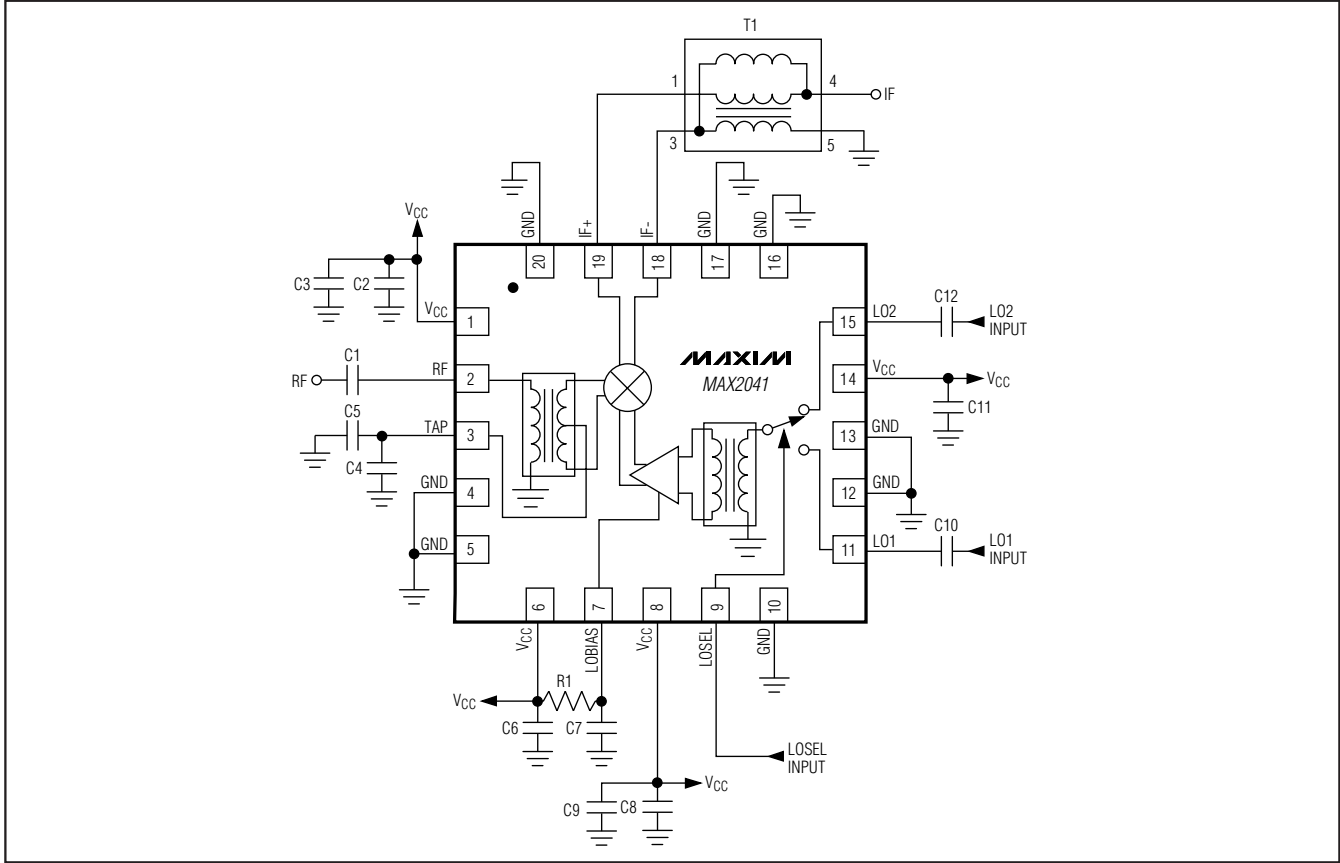 T1
1
4
IF
3
5
GND
IF+
IF-
GND
GND
20
19
18
17
16
VCC
C3
C2
VCC
1
C1
RF
RF
2
C5
TAP
3
C4
GND
4
GND
5
MAXIM
MAX2041
15
LO2
C12
LO2
INPUT
14
VCC
VCC
C11
13
GND
12
GND
C10
11
LO1
LO1
INPUT
6
7
8
9
10
VCC
LOBIAS
VCC
LOSEL
GND
R1
VCC
C6
C7
LOSEL
INPUT
VCC
C9
C8